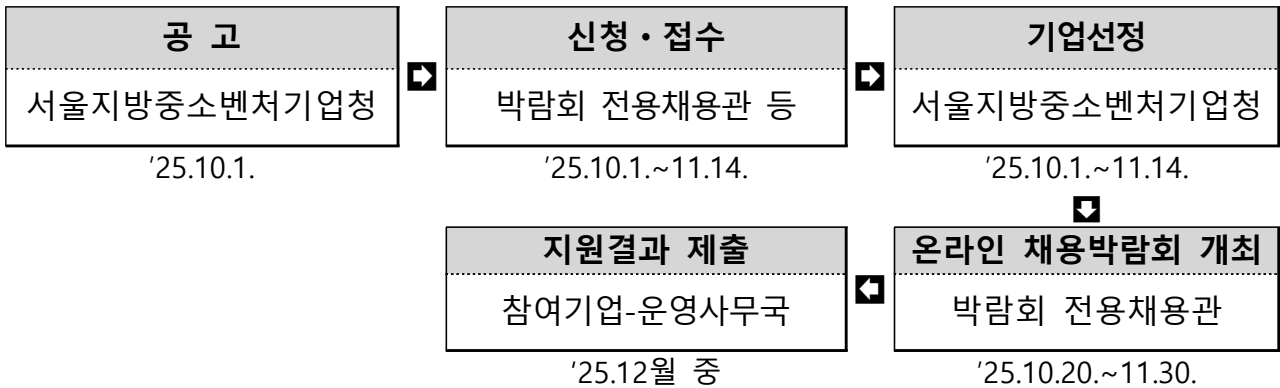 공 고
서울지방중소벤처기업청
'25.10.1.
신청・접수
박람회 전용채용관 등
'25.10.1.~11.14.
기업선정
서울지방중소벤처기업청
'25.10.1.~11.14.
온라인 채용박람회 개최
박람회 전용채용관
'25.10.20.~11.30.
지원결과 제출
참여기업-운영사무국
'25.12월 중